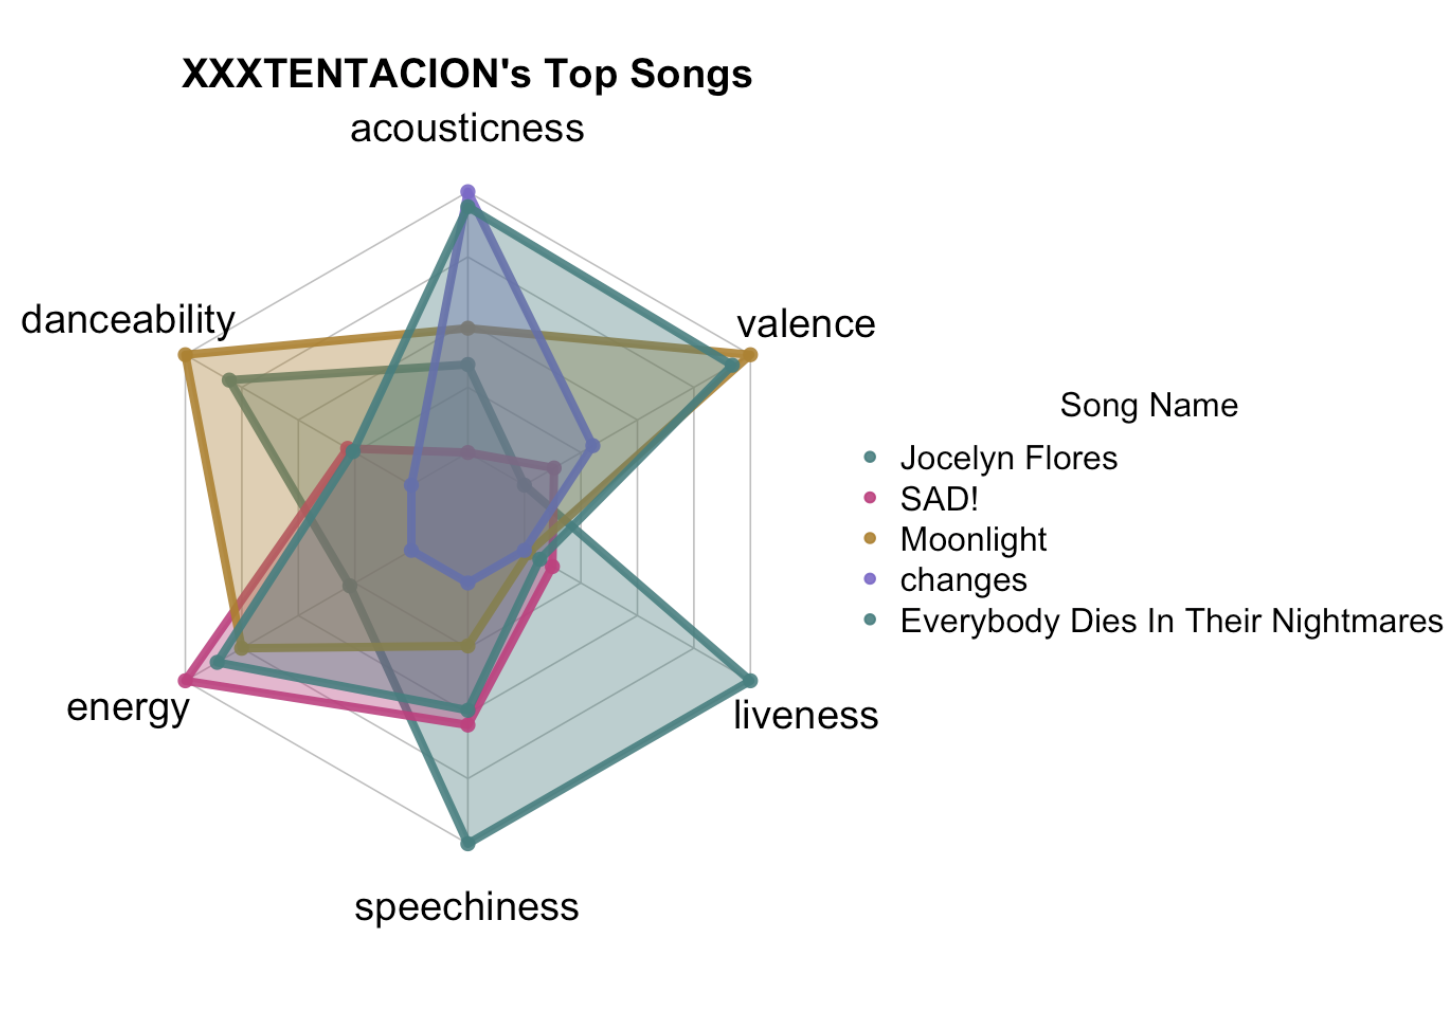 XXXTENTACION's Top Songs
acousticness
danceability
valence
energy
liveness
speechiness
Song Name
Jocelyn Flores
SAD!
Moonlight
changes
Everybody Dies In Their Nightmares